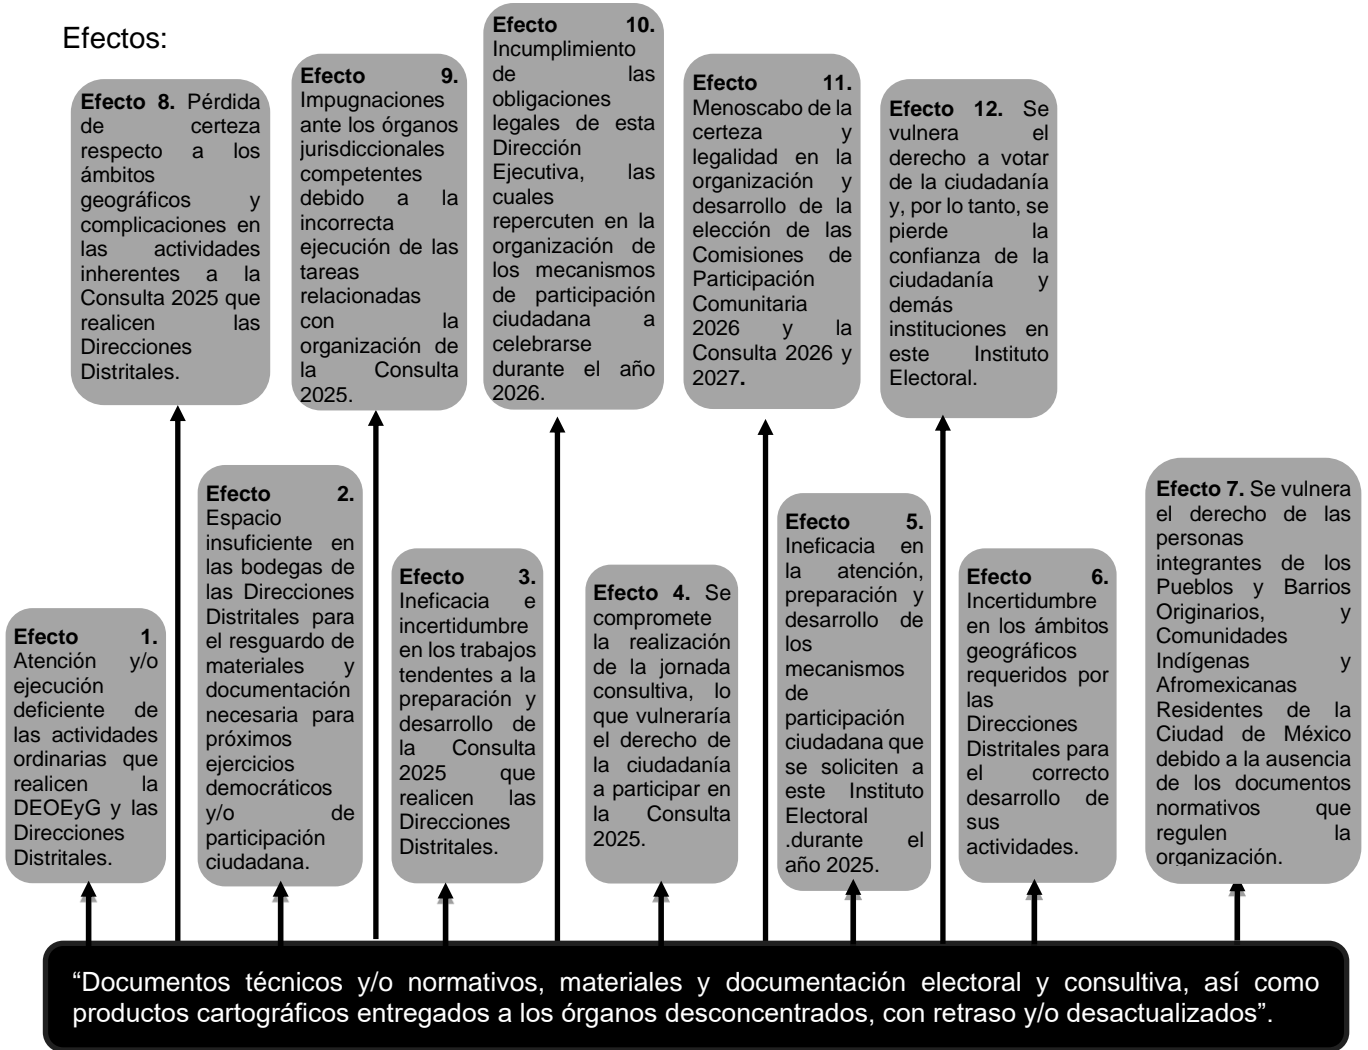 Efectos:
Efecto 8. Pérdida
de certeza
respecto a los
ámbitos
geográficos y
complicaciones en
las actividades
inherentes a la
Consulta 2025 que
realicen las
Direcciones
Distritales.
Efecto 9.
Impugnaciones
ante los órganos
jurisdiccionales
competentes
debido a la
incorrecta
ejecución de las
tareas
relacionadas
con la
organización de
la Consulta
2025.
Efecto 10.
Incumplimiento
de las
obligaciones
legales de esta
Dirección
Ejecutiva, las
cuales
repercuten en la
organización de
los mecanismos
de participación
ciudadana a
celebrarse
durante el año
2026.
Efecto 11.
Menoscabo de la
certeza y
legalidad en la
organización y
desarrollo de la
elección de las
Comisiones de
Participación
Comunitaria
2026 y la
Consulta 2026 y
2027.
Efecto 12. Se
vulnera el
derecho a votar
de la ciudadanía
y, por lo tanto, se
pierde la
confianza de la
ciudadanía y
demás
instituciones en
este Instituto
Electoral.
Efecto 1.
Atención y/o
ejecución
deficiente de
las actividades
ordinarias que
realicen la
DEOEyG y las
Direcciones
Distritales.
Efecto 2.
Espacio
insuficiente en
las bodegas de
las Direcciones
Distritales para
el resguardo de
materiales y
documentación
necesaria para
próximos
ejercicios
democráticos
y/o de
participación
ciudadana.
Efecto 3.
Ineficacia e
incertidumbre
en los trabajos
tendentes a la
preparación y
desarrollo de
la Consulta
2025 que
realicen las
Direcciones
Distritales.
Efecto 4. Se
compromete
la realización
de la jornada
consultiva, lo
que vulneraría
el derecho de
la ciudadanía
a participar en
la Consulta
2025.
Efecto 5.
Ineficacia en
la atención,
preparación y
desarrollo de
los
mecanismos
de
participación
ciudadana que
se soliciten a
este Instituto
Electoral
.durante el
año 2025.
Efecto 6.
Incertidumbre
en los ámbitos
geográficos
requeridos por
las
Direcciones
Distritales para
el correcto
desarrollo de
sus
actividades.
Efecto 7. Se vulnera
el derecho de las
personas
integrantes de los
Pueblos y Barrios
Originarios, y
Comunidades
Indígenas y
Afromexicanas
Residentes de la
Ciudad de México
debido a la ausencia
de los documentos
normativos que
regulen la
organización.
“Documentos técnicos y/o normativos, materiales y documentación electoral y consultiva, así como
productos cartográficos entregados a los órganos desconcentrados, con retraso y/o desactualizados”.